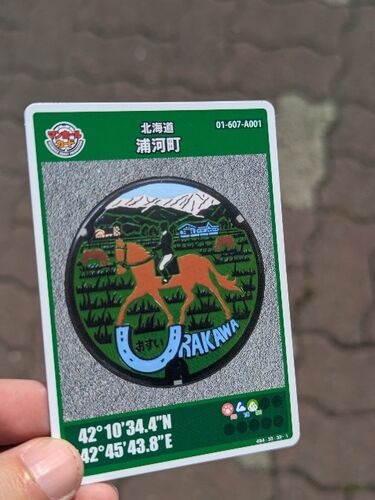 マンホール
カード
北海道
浦河町
01-607-A001
おすい
URAKAWA
42°10'34.4"N
42°45'43.8"E